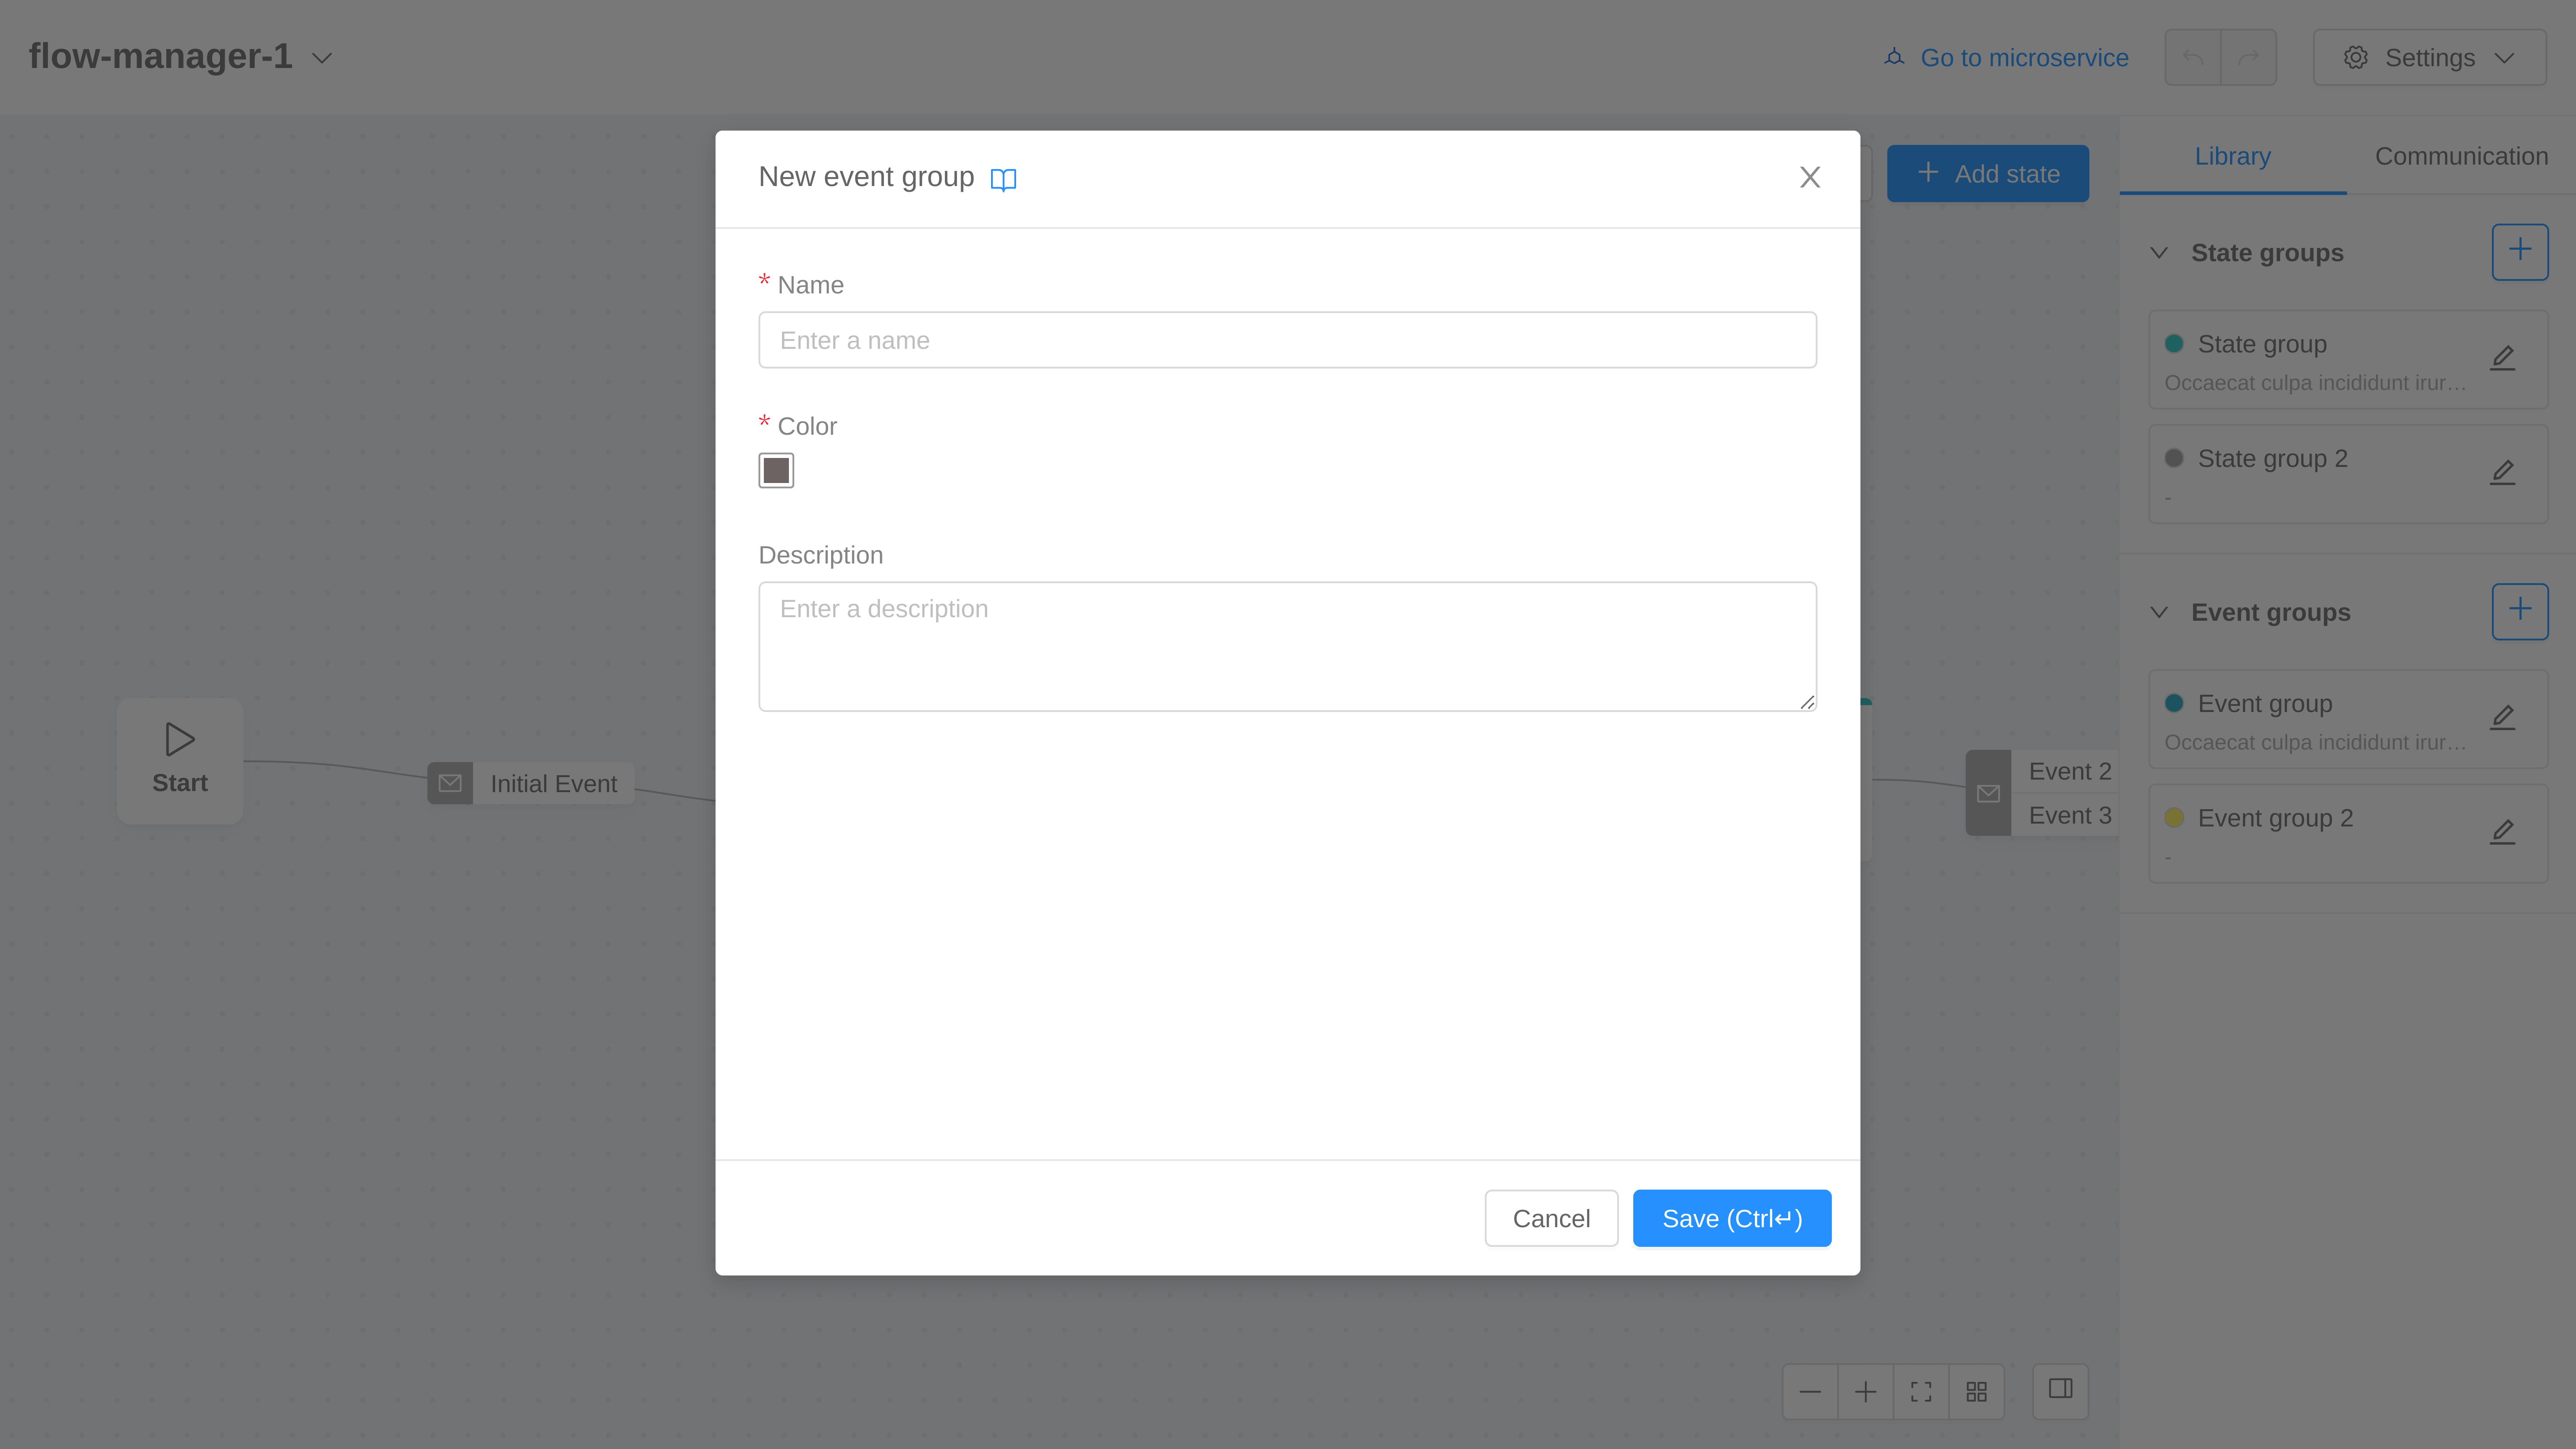 flow-manager-1
Go to microservice
Settings
New event group
Add state
Library
Communication
* Name
Enter a name
* Color
Description
Enter a description
Cancel
Save (Ctrl↵)
Start
Initial Event
Event 2
Event 3
State groups
State group
Occaecat culpa incididunt irur…
State group 2
-
Event groups
Event group
Occaecat culpa incididunt irur…
Event group 2
-